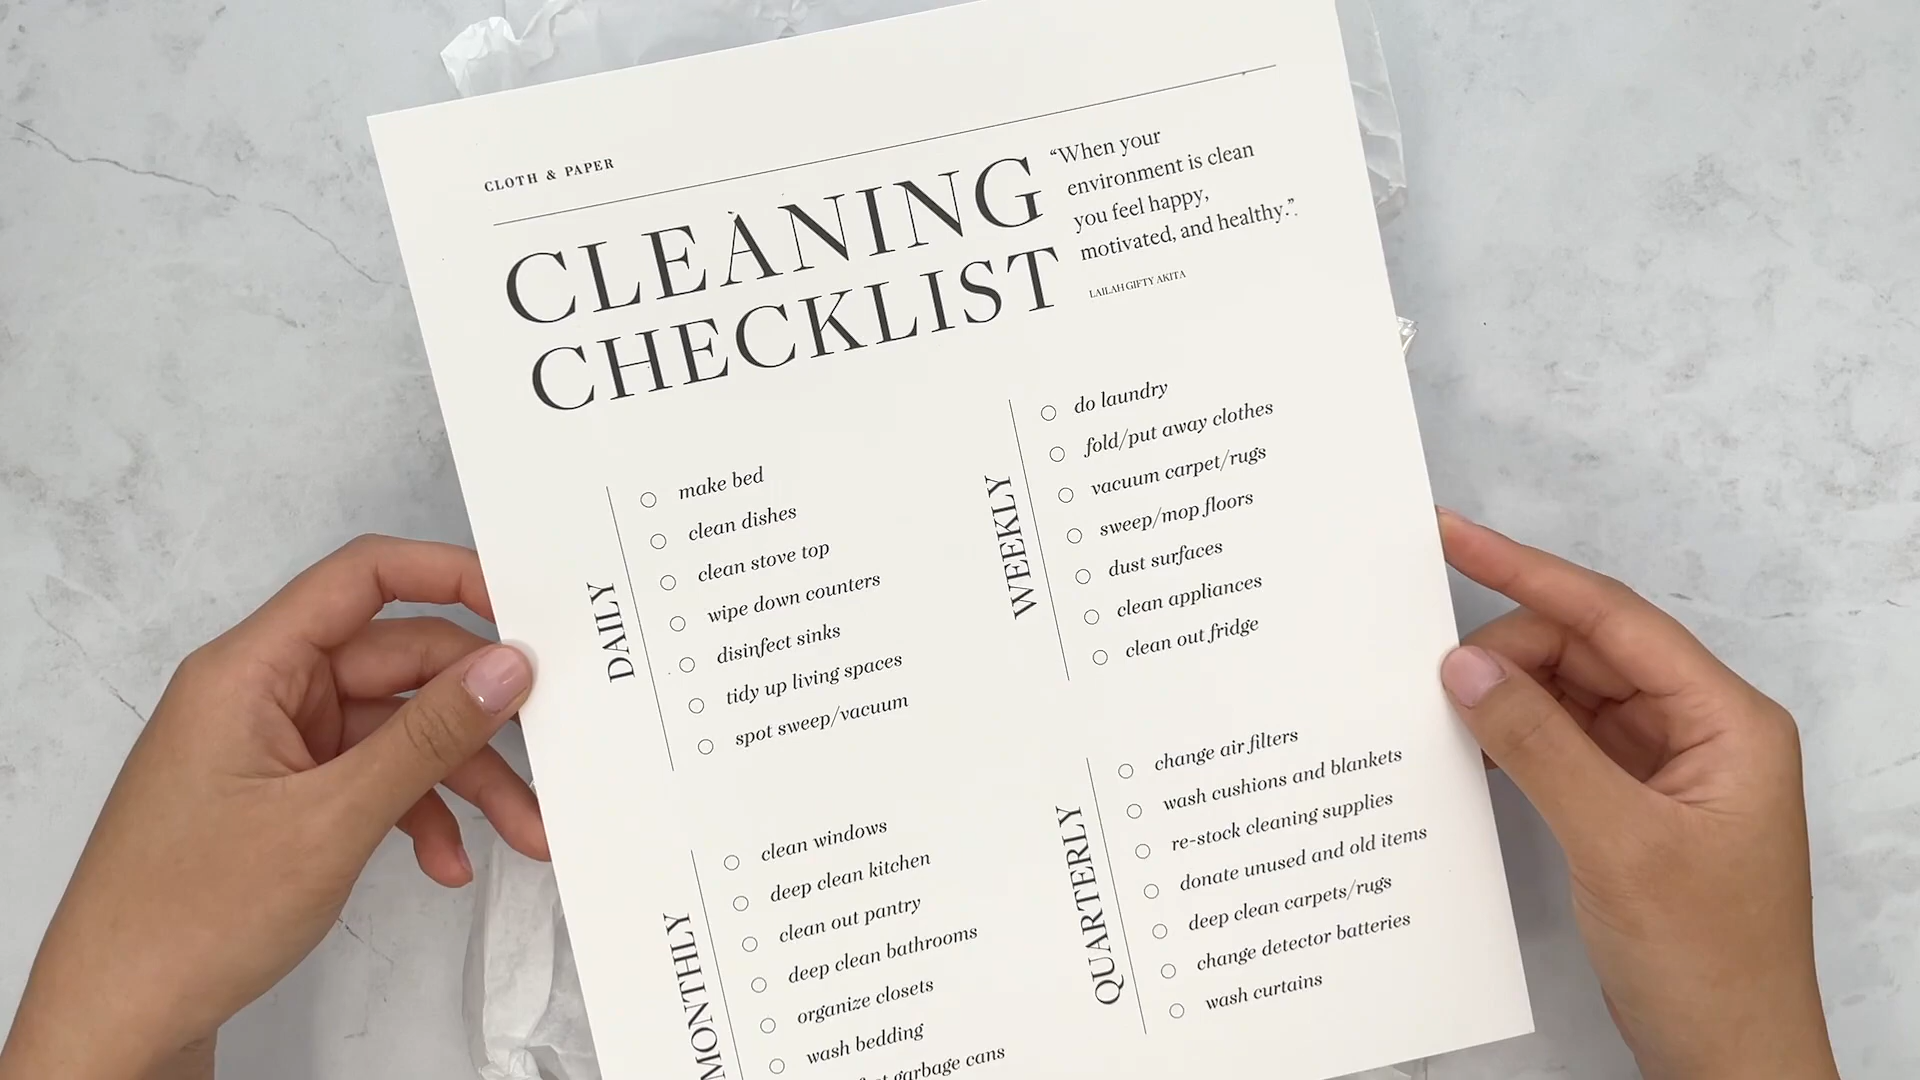 CLOTH & PAPER
CLEANING
CHECKLIST
“When your
environment is clean
you feel happy,
motivated, and healthy.”
LAILAH GIFTY AKITA
DAILY
make bed
clean dishes
clean stove top
wipe down counters
disinfect sinks
tidy up living spaces
spot sweep/vacuum
WEEKLY
do laundry
fold/put away clothes
vacuum carpet/rugs
sweep/mop floors
dust surfaces
clean appliances
clean out fridge
MONTHLY
clean windows
deep clean kitchen
clean out pantry
deep clean bathrooms
organize closets
wash bedding
garbage cans
QUARTERLY
change air filters
wash cushions and blankets
re-stock cleaning supplies
donate unused and old items
deep clean carpets/rugs
change detector batteries
wash curtains